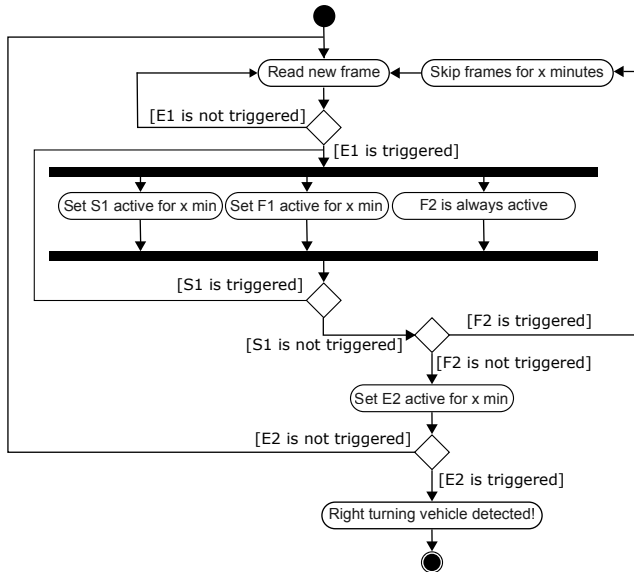 Read new frame
Skip frames for x minutes
[E1 is not triggered]
[E1 is triggered]
Set S1 active for x min
Set F1 active for x min
F2 is always active
[S1 is triggered]
[F2 is triggered]
[S1 is not triggered]
[F2 is not triggered]
Set E2 active for x min
[E2 is not triggered]
[E2 is triggered]
Right turning vehicle detected!